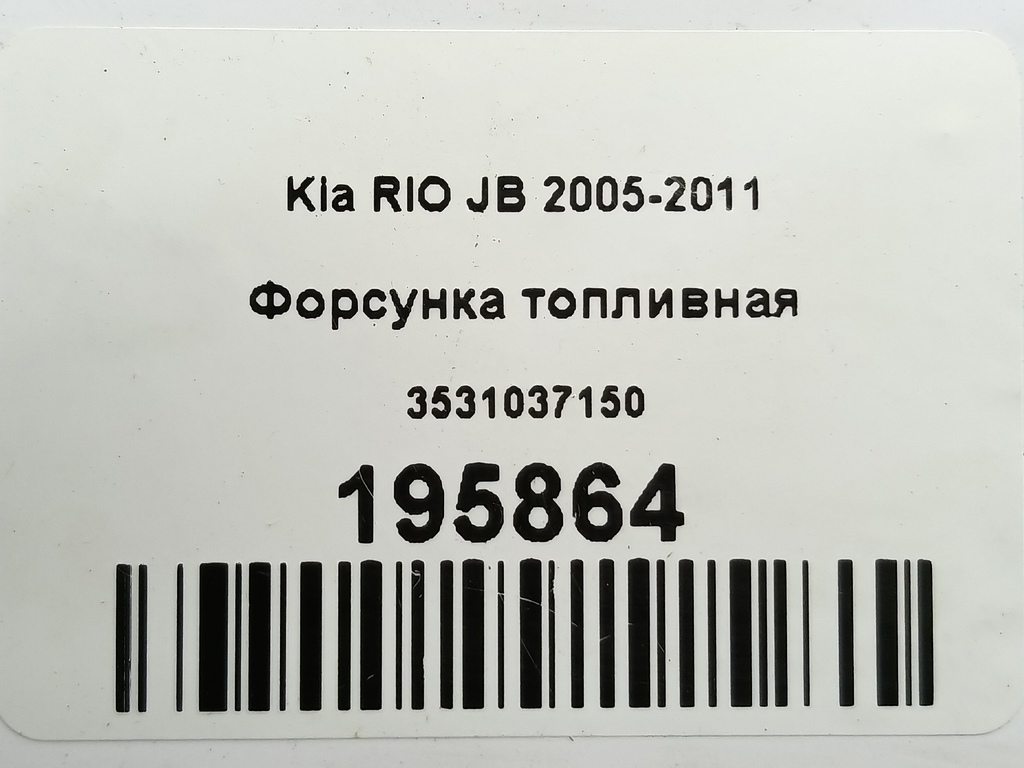 Kia RIO JB 2005-2011
Форсунка топливная
3531037150
195864